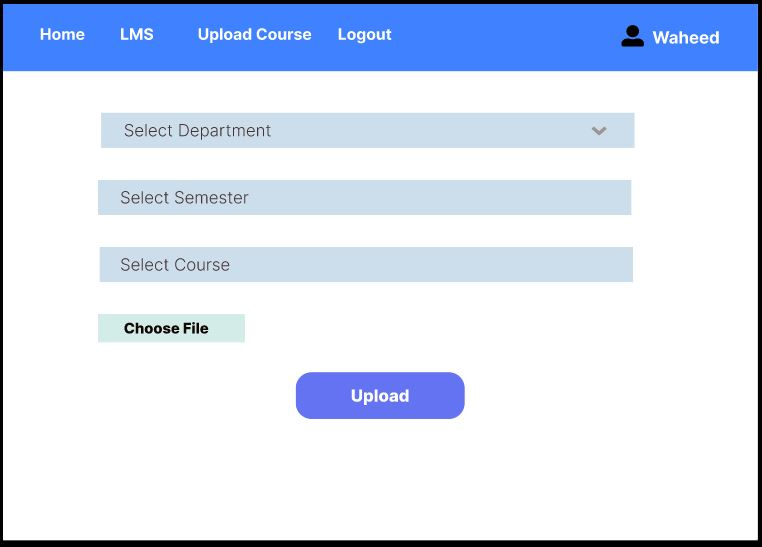 Home LMS Upload Course Logout Waheed
Select Department
Select Semester
Select Course
Choose File
Upload